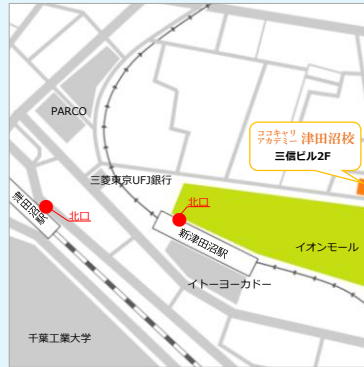 PARCO
ココキャリ
アカデミー 津田沼校
三信ビル2F
三菱東京UFJ銀行
北口
北口
津田沼駅
新津田沼駅
イオンモール
イトーヨーカドー
千葉工業大学